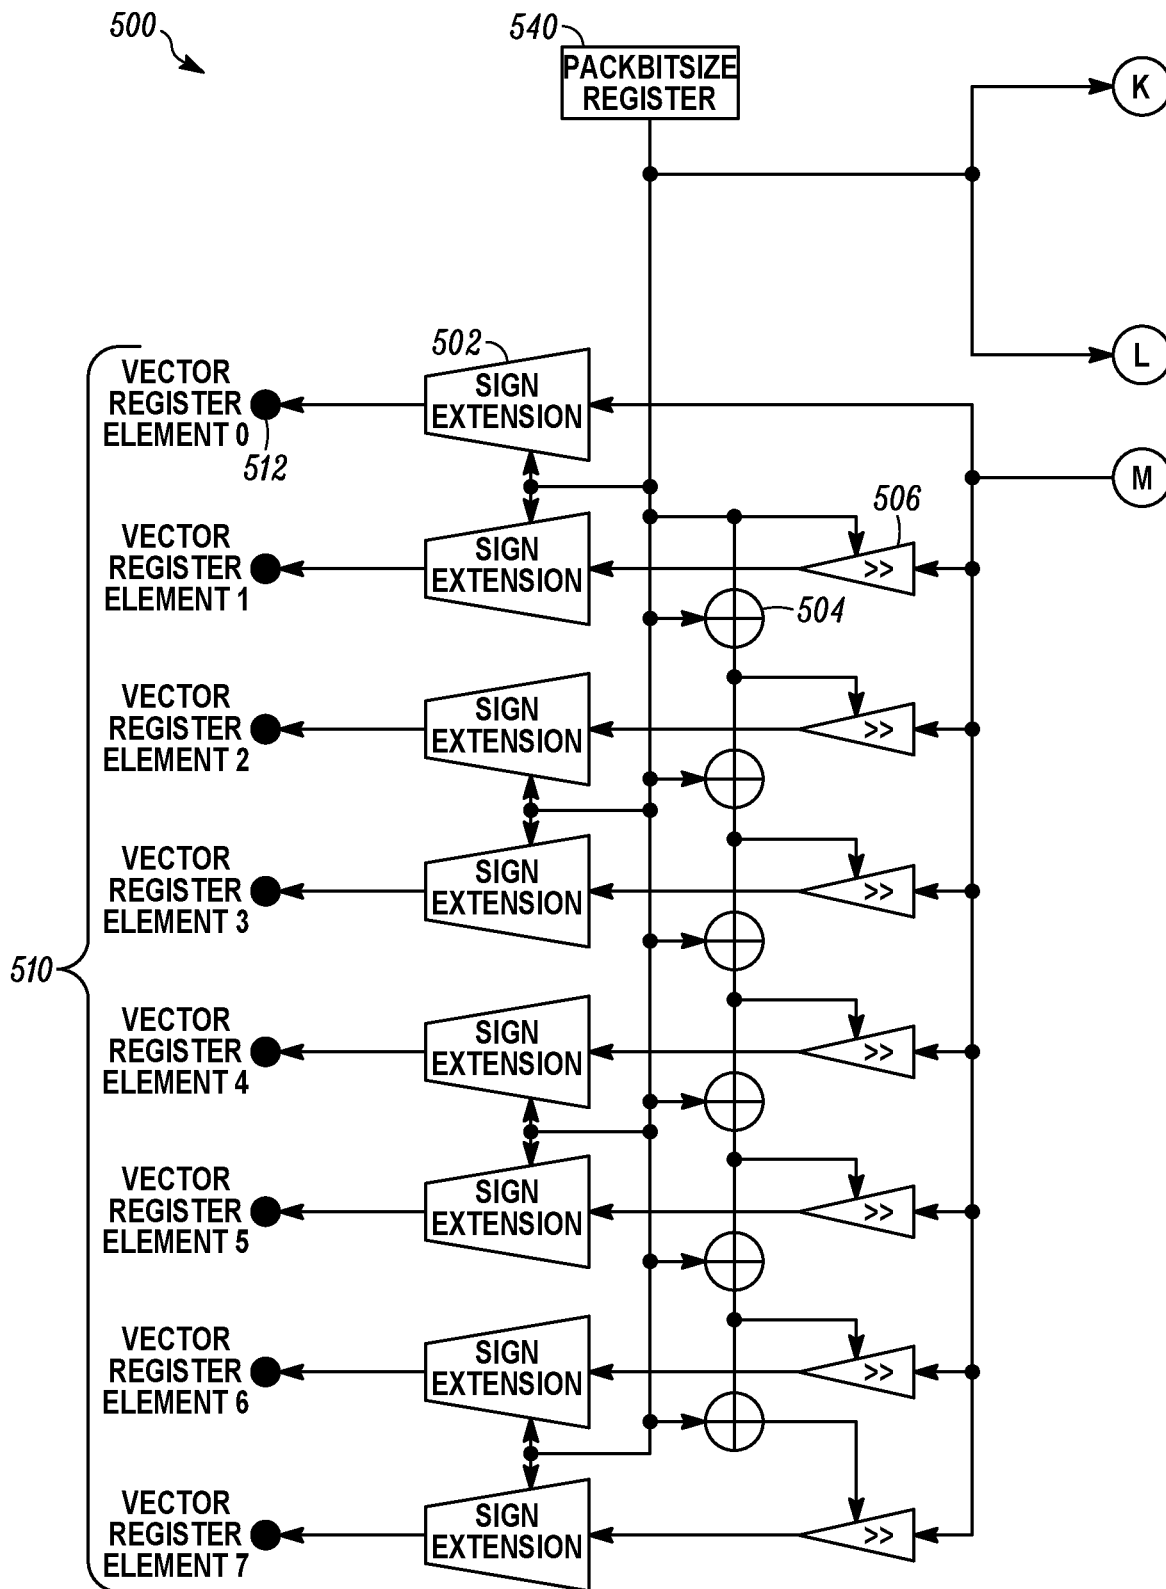 500
540
PACKBITSIZE
REGISTER
K
L
M
502
SIGN
EXTENSION
VECTOR
REGISTER
ELEMENT 0
512
506
>>
SIGN
EXTENSION
VECTOR
REGISTER
ELEMENT 1
504
VECTOR
REGISTER
ELEMENT 2
SIGN
EXTENSION
>>
VECTOR
REGISTER
ELEMENT 3
SIGN
EXTENSION
>>
510
VECTOR
REGISTER
ELEMENT 4
SIGN
EXTENSION
>>
VECTOR
REGISTER
ELEMENT 5
SIGN
EXTENSION
>>
VECTOR
REGISTER
ELEMENT 6
SIGN
EXTENSION
>>
VECTOR
REGISTER
ELEMENT 7
SIGN
EXTENSION
>>